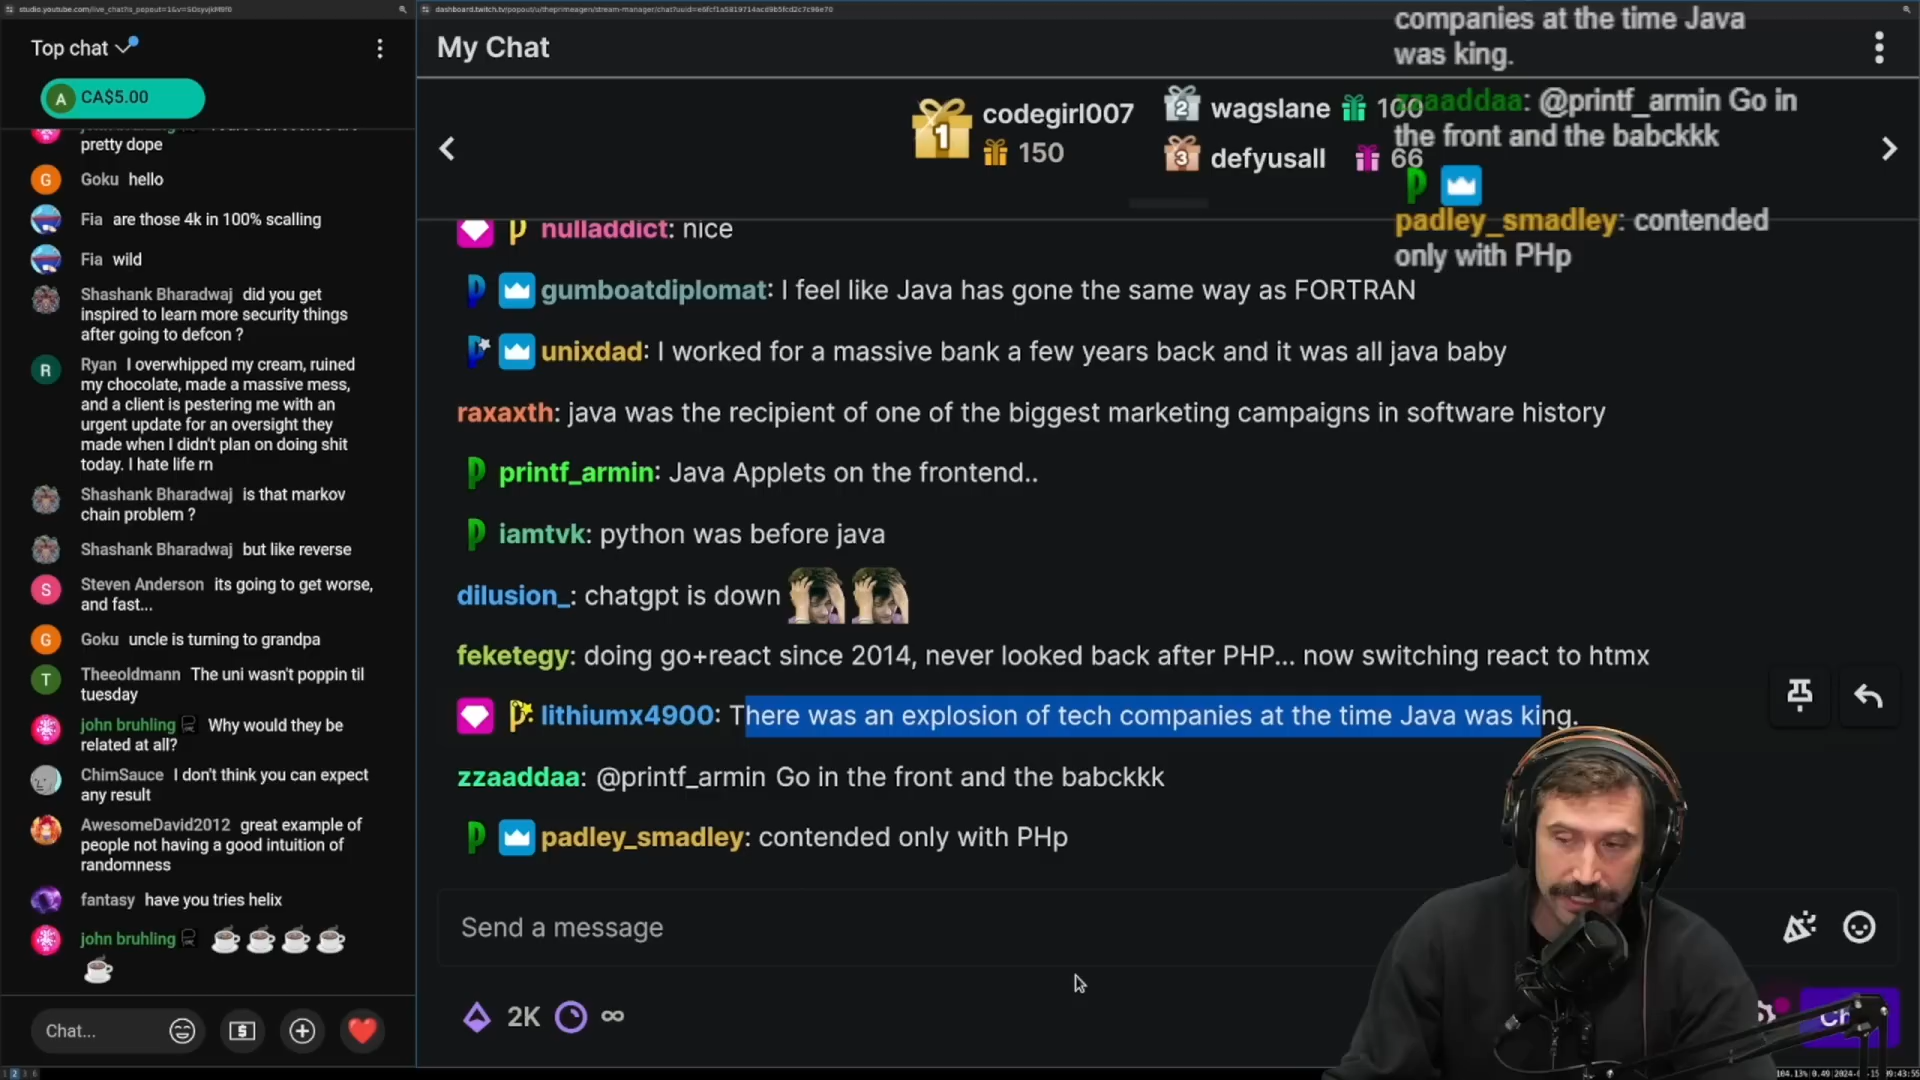 studio.youtube.com/live_chat?is_popout=1&v=
dashboard.twitch.tv/popout/u/theprimeagen/stream-manager/chat?uuid=
Top chat
A CA$5.00
pretty dope
G Goku hello
Fia are those 4k in 100% scalling
Fia wild
Shashank Bharadwaj did you get
inspired to learn more security things
after going to defcon ?
R Ryan I overwhipped my cream, ruined
my chocolate, made a massive mess,
and a client is pestering me with an
urgent update for an oversight they
made when I didn't plan on doing shit
today. I hate life rn
Shashank Bharadwaj is that markov
chain problem ?
Shashank Bharadwaj but like reverse
S Steven Anderson its going to get worse,
and fast...
G Goku uncle is turning to grandpa
T Theeoldmann The uni wasn't poppin til
tuesday
john bruhling Why would they be
related at all?
ChimSauce I don't think you can expect
any result
AwesomeDavid2012 great example of
people not having a good intuition of
randomness
fantasy have you tries helix
john bruhling
Chat...
My Chat
1 codegirl007
150
2 wagslane 100
3 defyusall 66
companies at the time Java
was king.
zzaaddaa: @printf_armin Go in
the front and the babckkk
padley_smadley: contended
only with PHp
nulladdict: nice
gumboatdiplomat: I feel like Java has gone the same way as FORTRAN
unixdad: I worked for a massive bank a few years back and it was all java baby
raxaxth: java was the recipient of one of the biggest marketing campaigns in software history
printf_armin: Java Applets on the frontend..
iamtvk: python was before java
dilusion_: chatgpt is down
feketegy: doing go+react since 2014, never looked back after PHP... now switching react to htmx
lithiumx4900: There was an explosion of tech companies at the time Java was king.
zzaaddaa: @printf_armin Go in the front and the babckkk
padley_smadley: contended only with PHp
Send a message
2K ∞